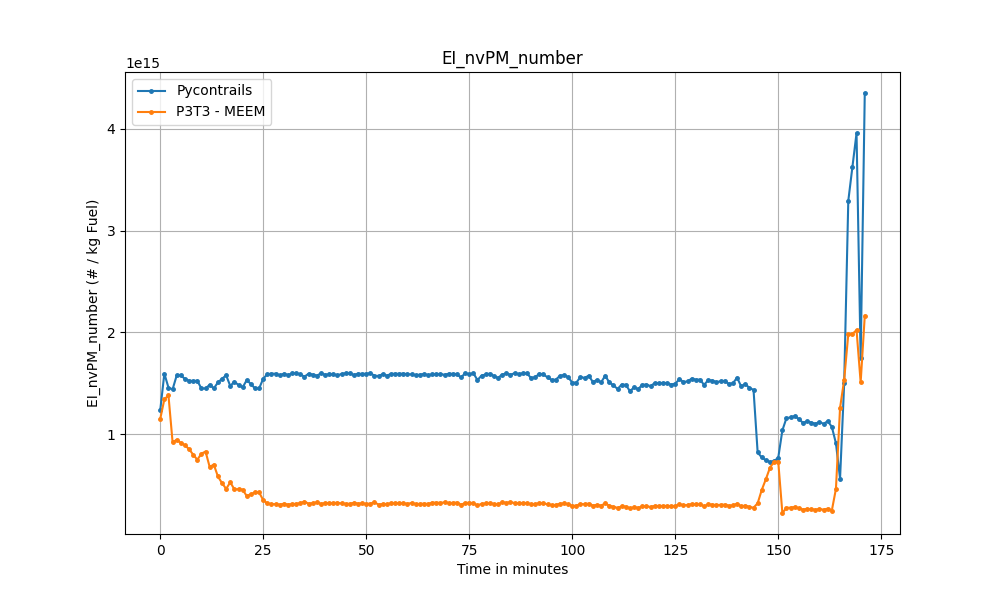 EI_nvPM_number
1e15
Pycontrails
P3T3 - MEEM
4
3
2
1
EI_nvPM_number (# / kg Fuel)
0 25 50 75 100 125 150 175
Time in minutes